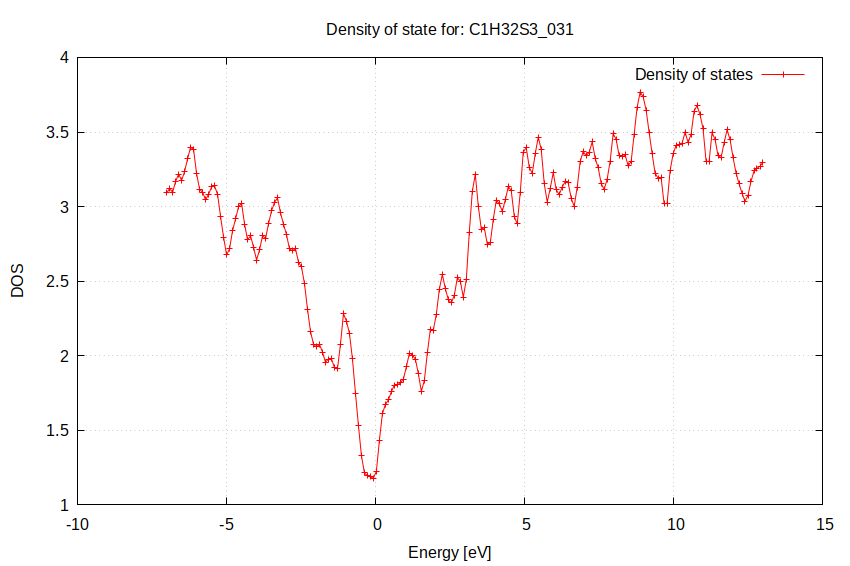 Density of state for: C1H32S3_031
Density of states
4
3.5
3
2.5
2
1.5
1
DOS
-10 -5 0 5 10 15
Energy [eV]